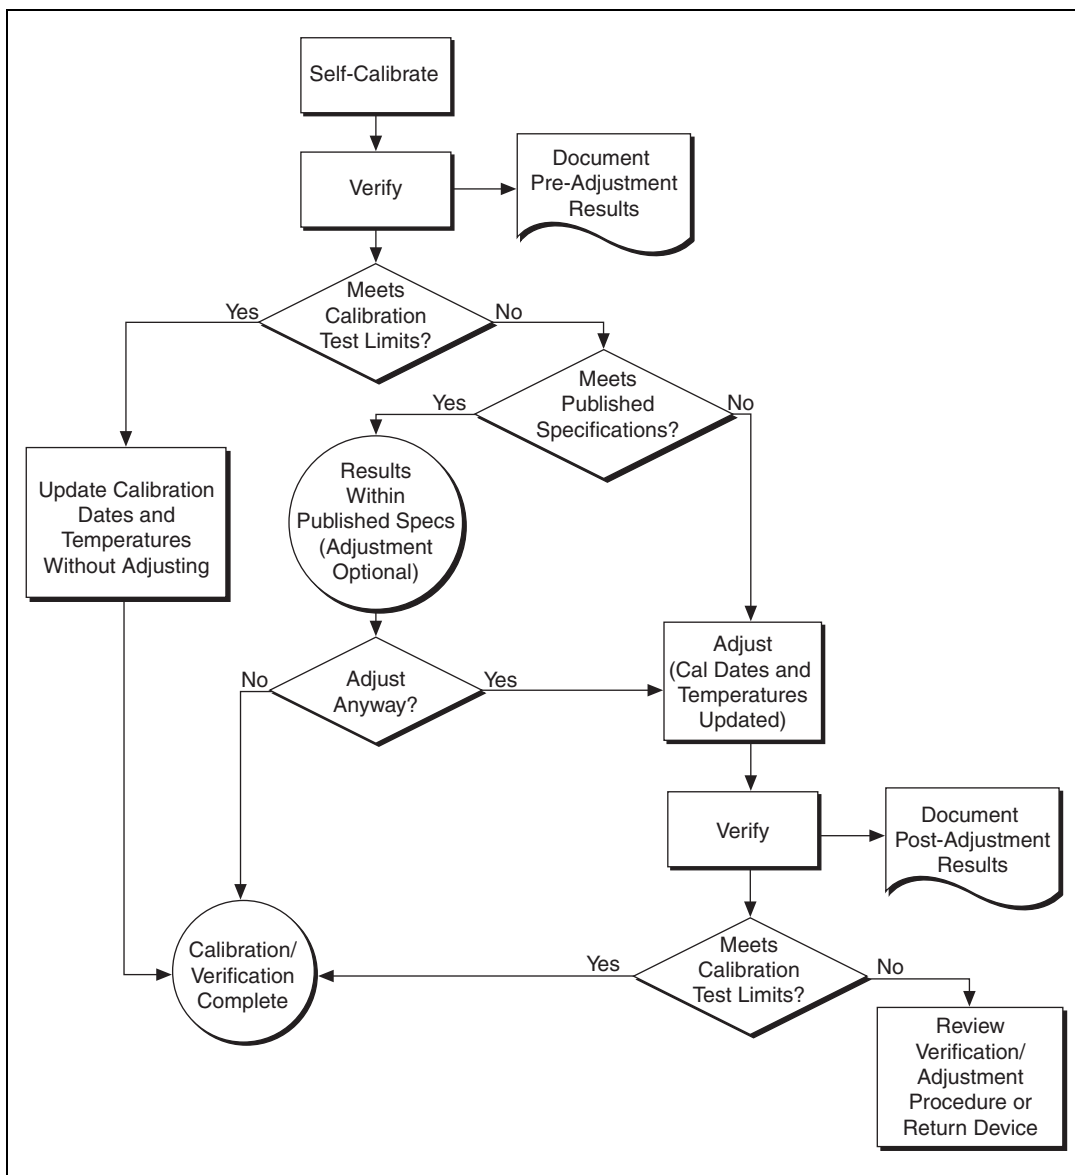 Self-Calibrate
Verify
Document
Pre-Adjustment
Results
Meets
Calibration
Test Limits?
Yes
No
Meets
Published
Specifications?
Yes
No
Update Calibration
Dates and
Temperatures
Without Adjusting
Results
Within
Published Specs
(Adjustment
Optional)
Adjust
Anyway?
No
Yes
Adjust
(Cal Dates and
Temperatures
Updated)
Verify
Document
Post-Adjustment
Results
Meets
Calibration
Test Limits?
Yes
No
Calibration/
Verification
Complete
Review
Verification/
Adjustment
Procedure or
Return Device